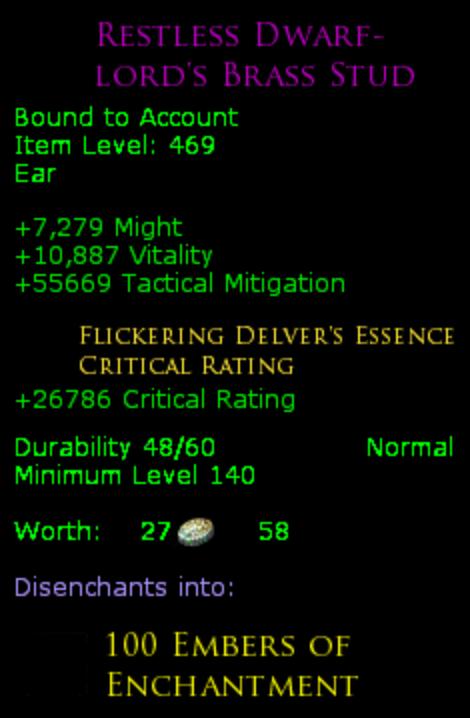 Restless Dwarf-
lord's Brass Stud
Bound to Account
Item Level: 469
Ear
+7,279 Might
+10,887 Vitality
+55669 Tactical Mitigation
Flickering Delver's Essence
Critical Rating
+26786 Critical Rating
Durability 48/60 Normal
Minimum Level 140
Worth: 27 58
Disenchants into:
100 Embers of
Enchantment